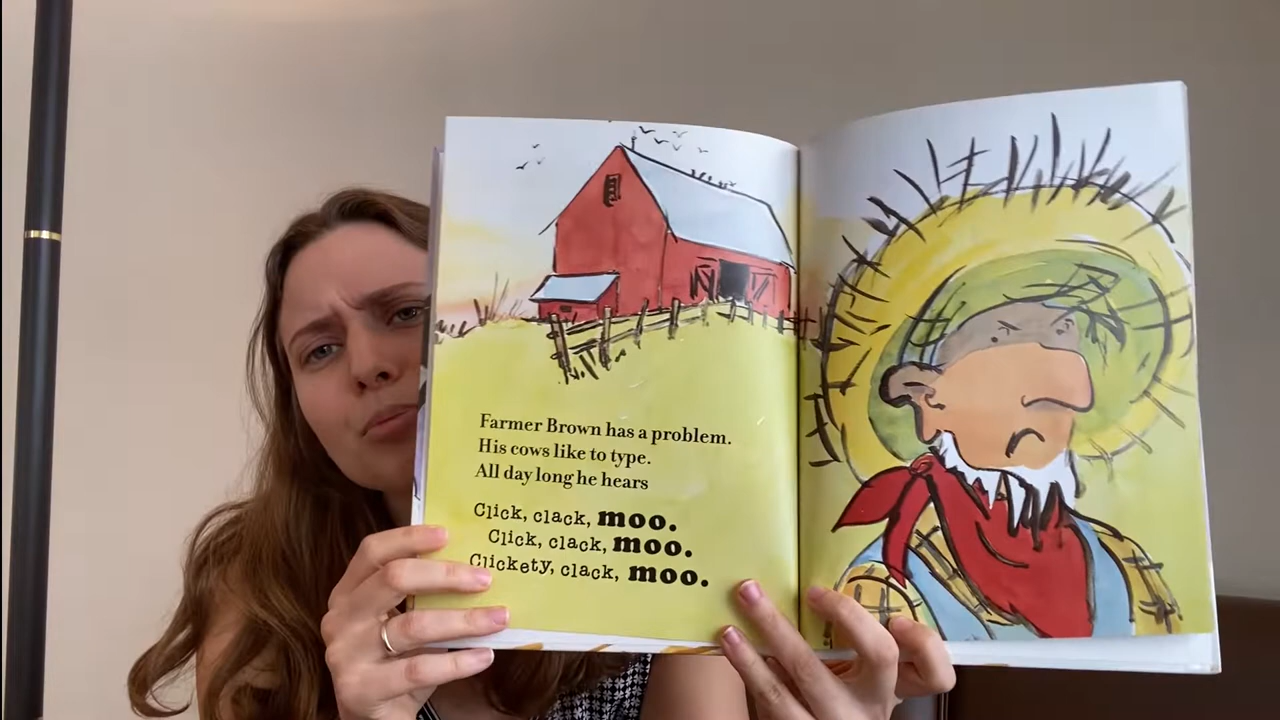 Farmer Brown has a problem.
His cows like to type.
All day long he hears
Click, clack, moo.
Click, clack, moo.
Clickety, clack, moo.